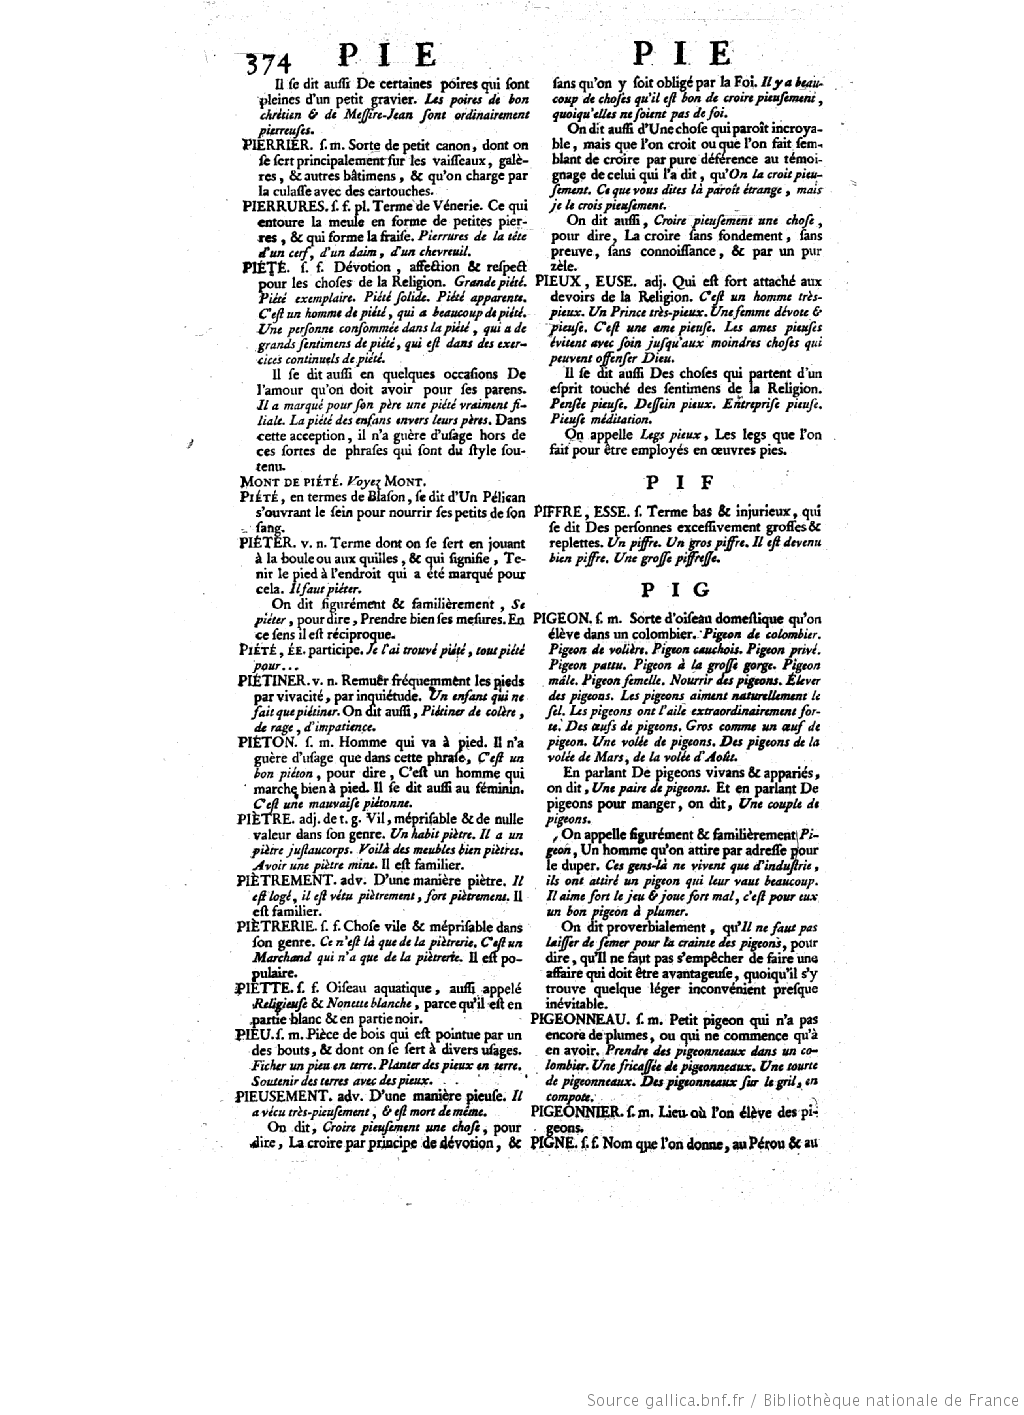 374 PIE
Il se dit aussi De certaines poires qui sont
pleines d'un petit gravier. Les poires de bon
chrétien & de Messire-Jean sont ordinairement
pierreuses.
PIERRIER. s. m. Sorte de petit canon, dont on
se sert principalement sur les vaisseaux, galè-
res, & autres bâtimens, & qu'on charge par
la culasse avec des cartouches.
PIERRURES. s. f. pl. Terme de Vénerie. Ce qui
entoure la meule en forme de petites pier-
res, & qui forme la fraise. Pierrures de la tête
d'un cerf, d'un daim, d'un chevreuil.
PIÉTÉ. s. f. Dévotion, affection & respect
pour les choses de la Religion. Grande piété.
Piété exemplaire. Piété solide. Piété apparente.
C'est un homme de piété, qui a beaucoup de piété.
Une personne consommée dans la piété, qui a de
grands sentimens de piété, qui est dans des exer-
cices continuels de piété.
Il se dit aussi en quelques occasions De
l'amour qu'on doit avoir pour ses parens.
Il a marqué pour son père une piété vraiment fi-
liale. La piété des enfans envers leurs pères. Dans
cette acception, il n'a guère d'usage hors de
ces sortes de phrases qui sont du style sou-
tenu.
MONT DE PIÉTÉ. Voyez MONT.
PIÉTÉ, en termes de Blason, se dit d'Un Pélican
s'ouvrant le sein pour nourrir ses petits de son
sang.
PIÉTER. v. n. Terme dont on se sert en jouant
à la boule ou aux quilles, & qui signifie, Te-
nir le pied à l'endroit qui a été marqué pour
cela. Il faut piéter.
On dit figurément & familièrement, Se
piéter, pour dire, Prendre bien ses mesures. En
ce sens il est réciproque.
PIÉTÉ, ÉE. participe. Je l'ai trouvé piété, tout piété
pour...
PIÉTINER. v. n. Remuer fréquemment les pieds
par vivacité, par inquiétude. Un enfant qui ne
fait que piétiner. On dit aussi, Piétiner de colère,
de rage, d'impatience.
PIÉTON. s. m. Homme qui va à pied. Il n'a
guère d'usage que dans cette phrase, C'est un
bon piéton, pour dire, C'est un homme qui
marche bien à pied. Il se dit aussi au féminin.
C'est une mauvaise piétonne.
PIÈTRE. adj. de t. g. Vil, méprisable & de nulle
valeur dans son genre. Un habit piètre. Il a un
piètre justaucorps. Voilà des meubles bien piètres.
Avoir une piètre mine. Il est familier.
PIÈTREMENT. adv. D'une manière piètre. Il
est logé, il est vêtu piètrement, fort piètrement. Il
est familier.
PIÈTRERIE. s. f. Chose vile & méprisable dans
son genre. Ce n'est là que de la piètrerie. C'est un
Marchand qui n'a que de la piètrerie. Il est po-
pulaire.
PIETTE. s. f. Oiseau aquatique, aussi appelé
Religieuse & Nonette blanche, parce qu'il est en
partie blanc & en partie noir.
PIEU. s. m. Pièce de bois qui est pointue par un
des bouts, & dont on se sert à divers usages.
Ficher un pieu en terre. Planter des pieux en terre.
Soutenir des terres avec des pieux.
PIEUSEMENT. adv. D'une manière pieuse. Il
a vécu très-pieusement, & est mort de même.
On dit, Croire pieusement une chose, pour
dire, La croire par principe de dévotion, &
PIE
sans qu'on y soit obligé par la Foi. Il y a beau-
coup de choses qu'il est bon de croire pieusement,
quoiqu'elles ne soient pas de foi.
On dit aussi d'Une chose qui paroît incroya-
ble, mais que l'on croit ou que l'on fait sem-
blant de croire par pure déférence au témoi-
gnage de celui qui l'a dit, qu'On la croit pieu-
sement. Ce que vous dites là paroît étrange, mais
je le crois pieusement.
On dit aussi, Croire pieusement une chose,
pour dire, La croire sans fondement, sans
preuve, sans connoissance, & par un pur
zèle.
PIEUX, EUSE. adj. Qui est fort attaché aux
devoirs de la Religion. C'est un homme très-
pieux. Un Prince très-pieux. Une femme dévote &
pieuse. C'est une ame pieuse. Les ames pieuses
évitent avec soin jusqu'aux moindres choses qui
peuvent offenser Dieu.
Il se dit aussi Des choses qui partent d'un
esprit touché des sentimens de la Religion.
Pensée pieuse. Dessein pieux. Entreprise pieuse.
Pieuse méditation.
On appelle Legs pieux, Les legs que l'on
fait pour être employés en œuvres pies.
PIF
PIFFRE, ESSE. s. Terme bas & injurieux, qui
se dit Des personnes excessivement grosses &
replettes. Un piffre. Un gros piffre. Il est devenu
bien piffre. Une grosse piffresse.
PIG
PIGEON. s. m. Sorte d'oiseau domestique qu'on
élève dans un colombier. Pigeon de colombier.
Pigeon de volière. Pigeon cauchois. Pigeon privé.
Pigeon pattu. Pigeon à la grosse gorge. Pigeon
mâle. Pigeon femelle. Nourrir des pigeons. Élever
des pigeons. Les pigeons aiment naturellement le
sel. Les pigeons ont l'aile extraordinairement for-
te. Des œufs de pigeons. Gros comme un œuf de
pigeon. Une volée de pigeons. Des pigeons de la
volée de Mars, de la volée d'Août.
En parlant De pigeons vivans & appariés,
on dit, Une paire de pigeons. Et en parlant De
pigeons pour manger, on dit, Une couple de
pigeons.
On appelle figurément & familièrement Pi-
geon, Un homme qu'on attire par adresse pour
le duper. Ces gens-là ne vivent que d'industrie,
ils ont attiré un pigeon qui leur vaut beaucoup.
Il aime fort le jeu & joue fort mal, c'est pour eux
un bon pigeon à plumer.
On dit proverbialement, qu'Il ne faut pas
laisser de semer pour la crainte des pigeons, pour
dire, qu'Il ne faut pas s'empêcher de faire une
affaire qui doit être avantageuse, quoiqu'il s'y
trouve quelque léger inconvénient presque
inévitable.
PIGEONNEAU. s. m. Petit pigeon qui n'a pas
encore de plumes, ou qui ne commence qu'à
en avoir. Prendre des pigeonneaux dans un co-
lombier. Une fricassée de pigeonneaux. Une tourte
de pigeonneaux. Des pigeonneaux sur le gril, en
compote.
PIGEONNIER. s. m. Lieu où l'on élève des pi-
geons.
PIGNE. s. f. Nom que l'on donne, au Pérou & au
Source gallica.bnf.fr / Bibliothèque nationale de France